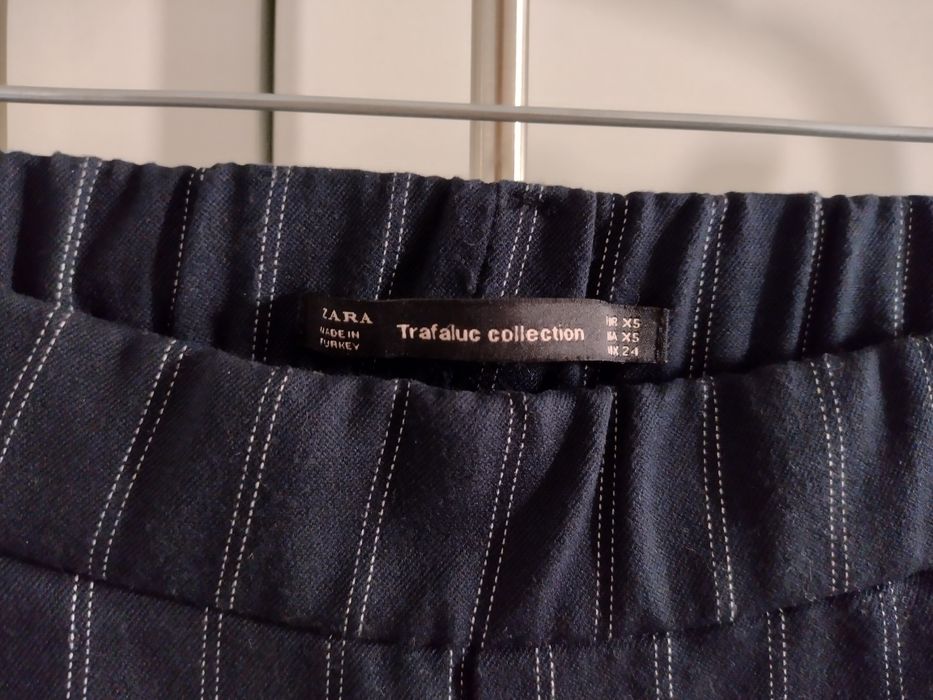 ZARA
MADE IN
TURKEY
Trafaluc collection
XS
XS
24